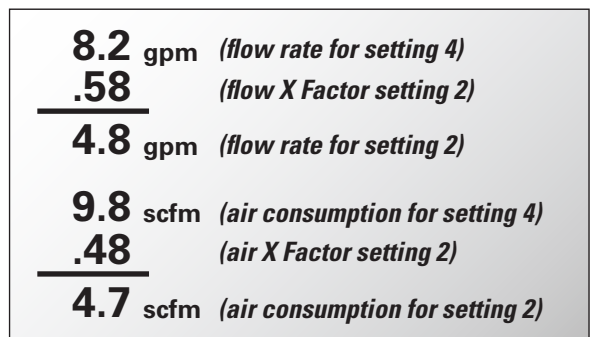 8.2 gpm (flow rate for setting 4)
.58 (flow X Factor setting 2)
4.8 gpm (flow rate for setting 2)
9.8 scfm (air consumption for setting 4)
.48 (air X Factor setting 2)
4.7 scfm (air consumption for setting 2)